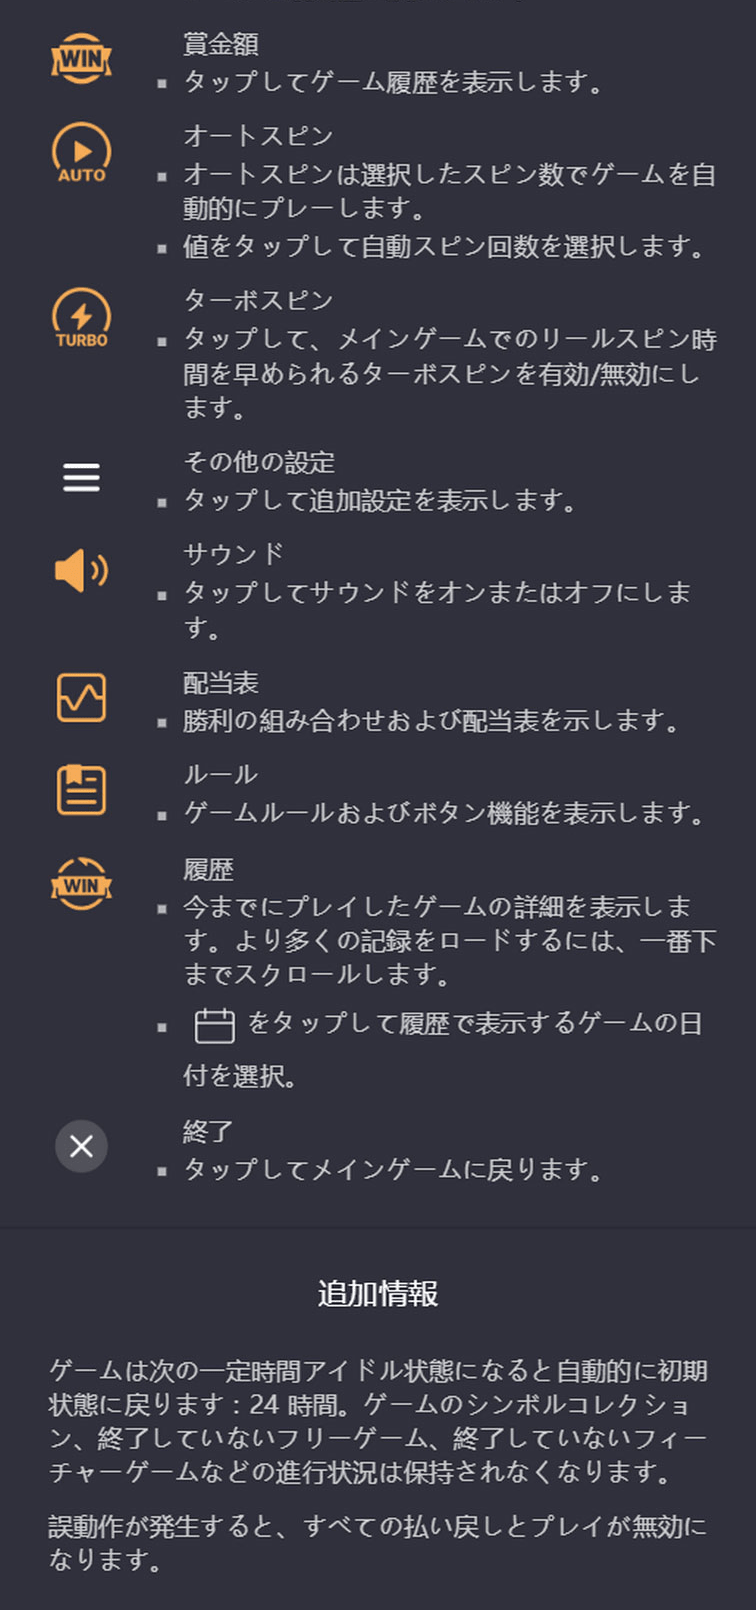 WIN
賞金額
▪ タップしてゲーム履歴を表示します。
AUTO
オートスピン
▪ オートスピンは選択したスピン数でゲームを自
動的にプレーします。
▪ 値をタップして自動スピン回数を選択します。
TURBO
ターボスピン
▪ タップして、メインゲームでのリールスピン時
間を早められるターボスピンを有効/無効にし
ます。
その他の設定
▪ タップして追加設定を表示します。
サウンド
▪ タップしてサウンドをオンまたはオフにしま
す。
配当表
▪ 勝利の組み合わせおよび配当表を示します。
ルール
▪ ゲームルールおよびボタン機能を表示します。
WIN
履歴
▪ 今までにプレイしたゲームの詳細を表示しま
す。より多くの記録をロードするには、一番下
までスクロールします。
▪ をタップして履歴で表示するゲームの日
付を選択。
終了
▪ タップしてメインゲームに戻ります。
追加情報
ゲームは次の一定時間アイドル状態になると自動的に初期
状態に戻ります：24 時間。ゲームのシンボルコレクショ
ン、終了していないフリーゲーム、終了していないフィー
チャーゲームなどの進行状況は保持されなくなります。
誤動作が発生すると、すべての払い戻しとプレイが無効に
なります。